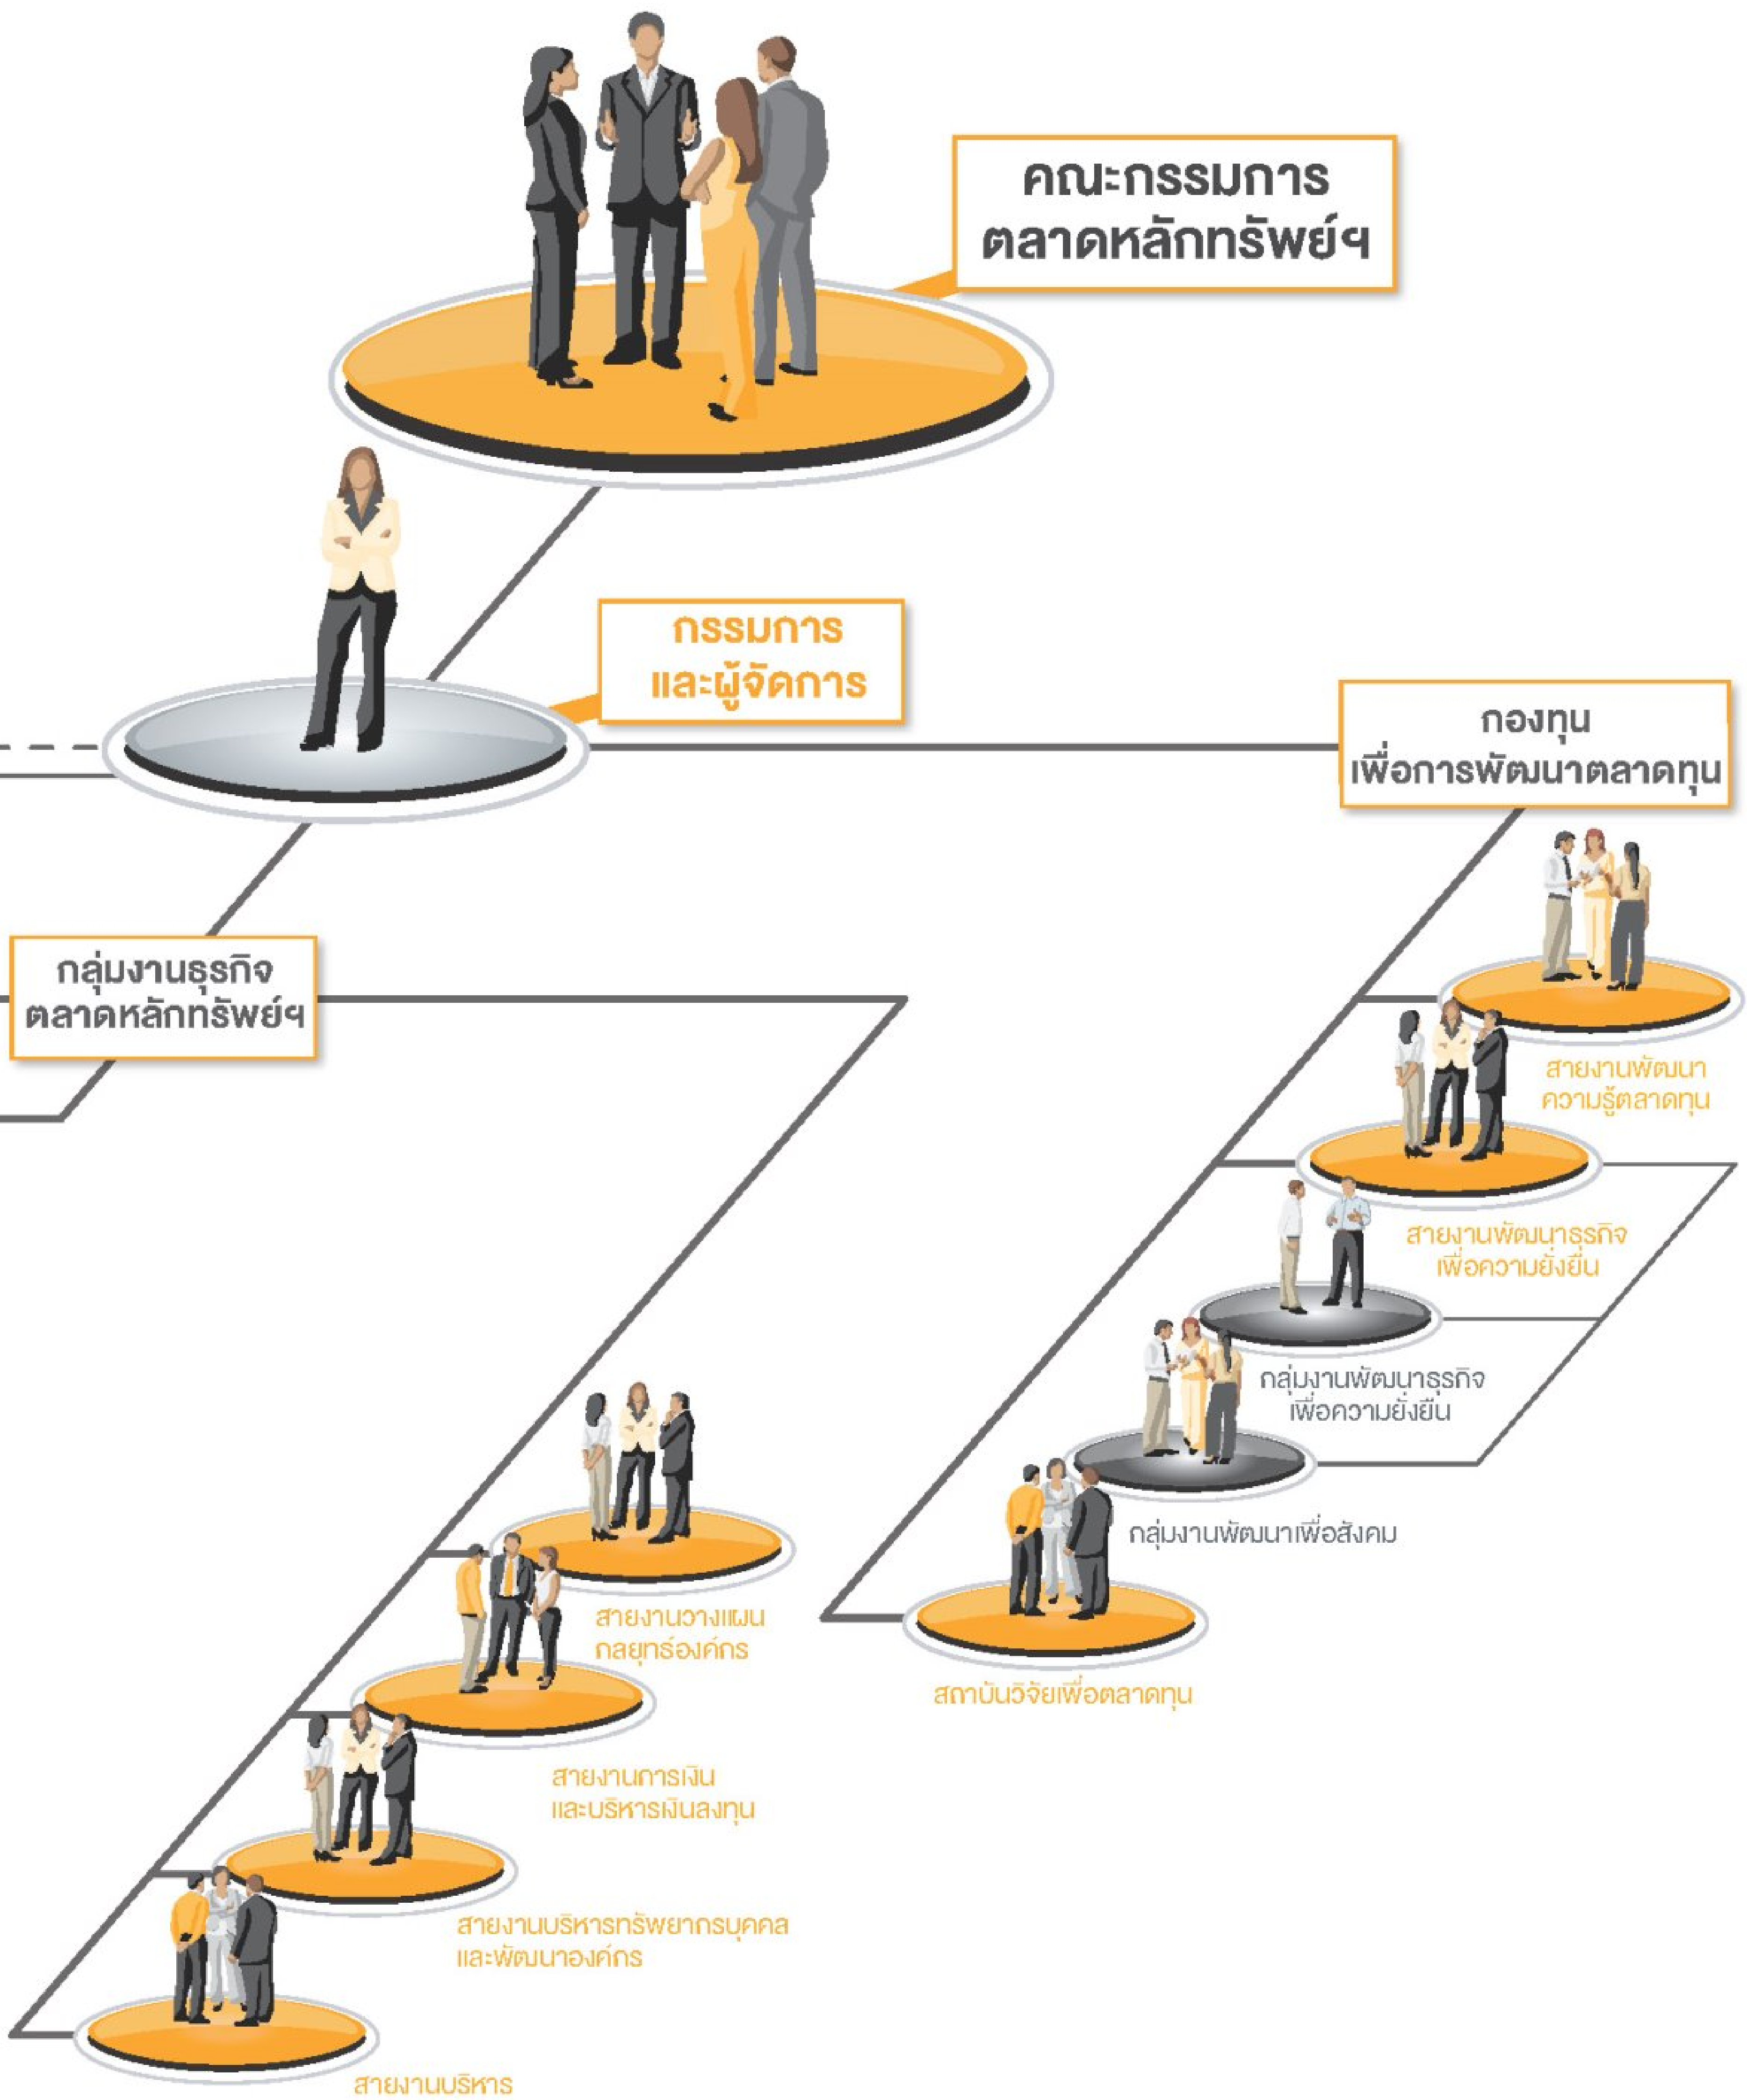 คณะกรรมการ
ตลาดหลักทรัพย์ฯ
กรรมการ
และผู้จัดการ
กองทุน
เพื่อการพัฒนาตลาดทุน
กลุ่มงานธุรกิจ
ตลาดหลักทรัพย์ฯ
สายงานพัฒนา
ความรู้ตลาดทุน
สายงานพัฒนาธุรกิจ
เพื่อความยั่งยืน
กลุ่มงานพัฒนาธุรกิจ
เพื่อความยั่งยืน
กลุ่มงานพัฒนาเพื่อสังคม
สถาบันวิจัยเพื่อตลาดทุน
สายงานวางแผน
กลยุทธ์องค์กร
สายงานการเงิน
และบริหารเงินลงทุน
สายงานบริหารทรัพยากรบุคคล
และพัฒนาองค์กร
สายงานบริหาร